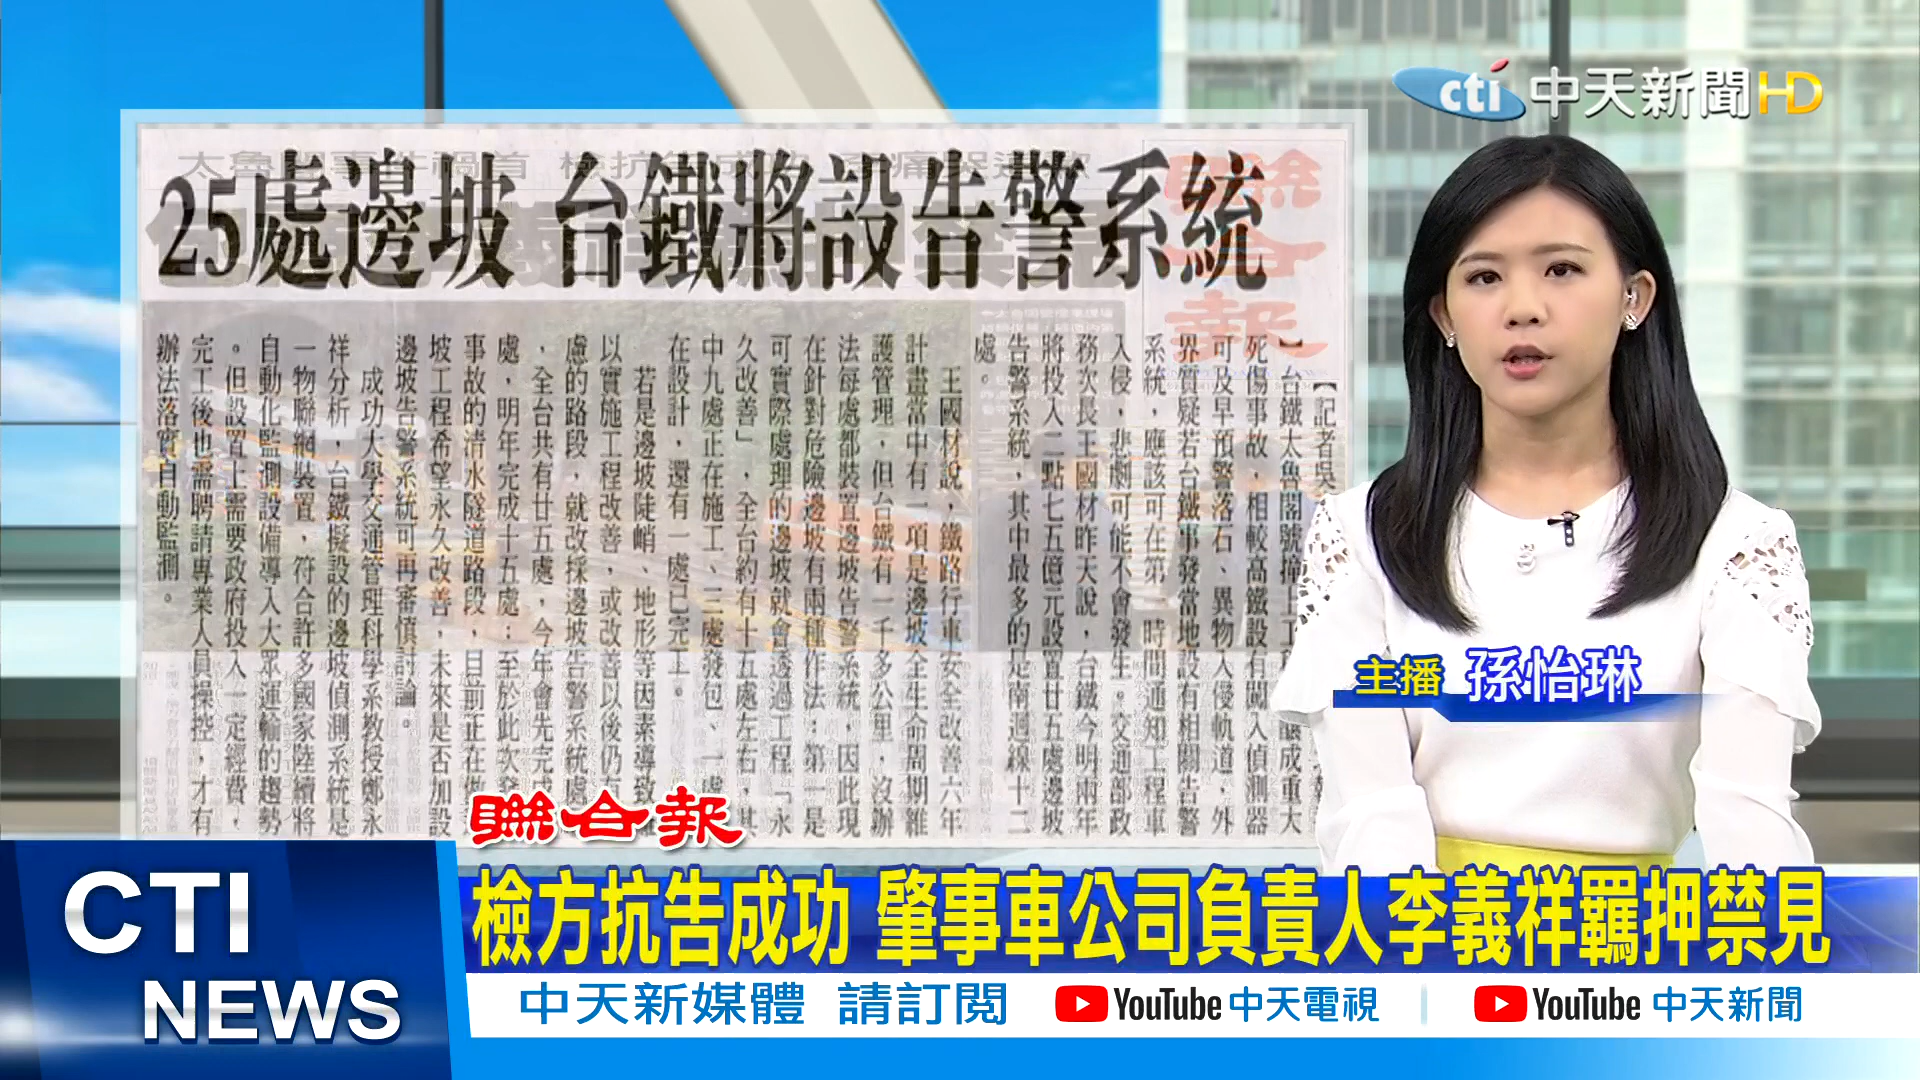 cti 中天新聞HD
25處邊坡 台鐵將設告警系統
聯合報
【記者吳
】台鐵太魯閣號撞上工
釀成重大
死傷事故，相較高鐵設有闖入偵測器
可及早預警落石、異物入侵軌道，外
界質疑若台鐵事發當地設有相關告警
系統，應該可在第一時間通知工程車
入侵，悲劇可能不會發生。交通部政
務次長王國材昨天說，台鐵今明兩年
將投入二點七五億元設置廿五處邊坡
告警系統，其中最多的是南迴線十二
處。
王國材說，鐵路行車安全改善六年
計畫當中有一項是邊坡全生命周期維
護管理，但台鐵有一千多公里，沒辦
法每處都裝置邊坡告警系統，因此現
在針對危險邊坡有兩種作法：第一是
可實際處理的邊坡就會透過工程「永
久改善」，全台約有十五處左右，其
中九處正在施工、三處發包、一處
在設計，還有一處已完工。
若是邊坡陡峭、地形等因素導致難
以實施工程改善，或改善以後仍有
慮的路段，就改採邊坡告警系統處
，全台共有廿五處，今年會先完成
處，明年完成十五處；至於此次發
事故的清水隧道路段，目前正在做
坡工程希望永久改善，未來是否加設
邊坡告警系統可再審慎討論。
成功大學交通管理科學系教授鄭永
祥分析，台鐵擬設的邊坡偵測系統是
一物聯網裝置，符合許多國家陸續將
自動化監測設備導入大眾運輸的趨勢
。但設置上需要政府投入一定經費，
完工後也需聘請專業人員操控，才有
辦法落實自動監測。
主播 孫怡琳
聯合報
檢方抗告成功 肇事車公司負責人李義祥羈押禁見
CTI
NEWS
中天新媒體 請訂閱 YouTube 中天電視 | YouTube 中天新聞